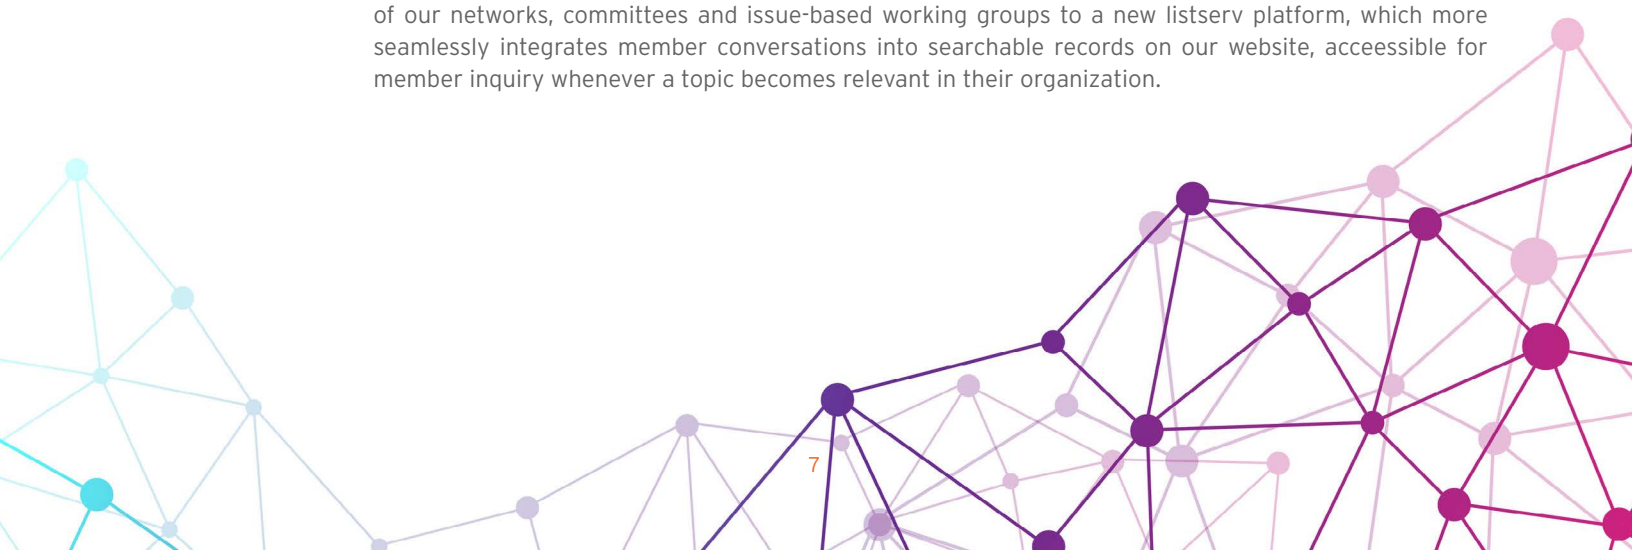 of our networks, committees and issue-based working groups to a new listserv platform, which more
seamlessly integrates member conversations into searchable records on our website, acceessible for
member inquiry whenever a topic becomes relevant in their organization.
7